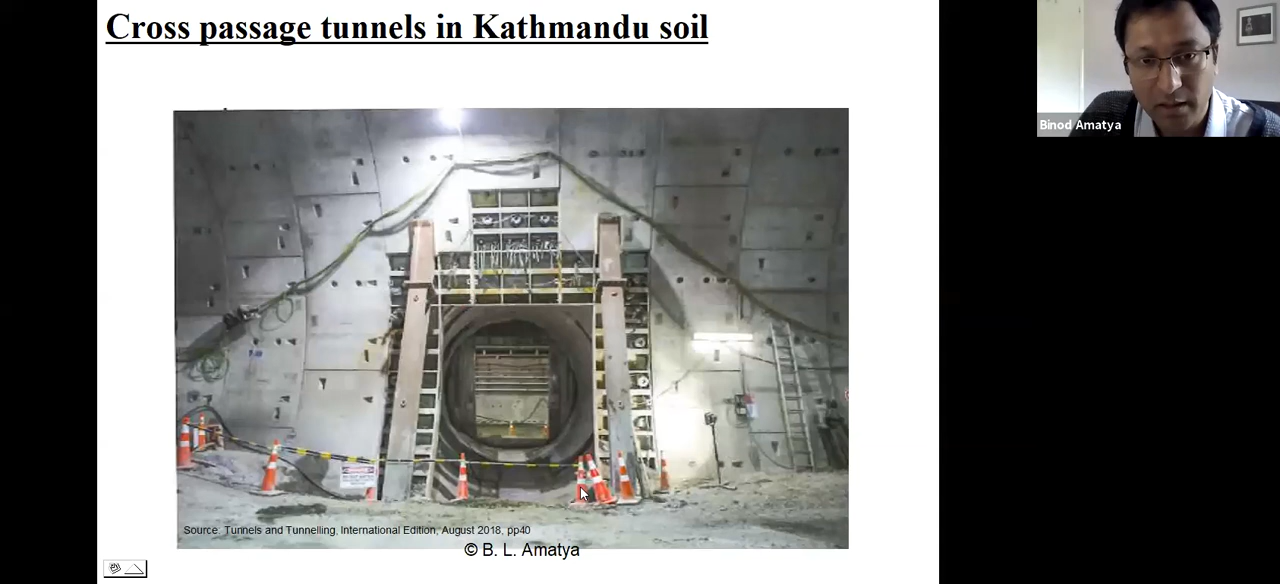 Cross passage tunnels in Kathmandu soil
Binod Amatya
Source: Tunnels and Tunnelling, International Edition, August 2018, pp40
© B. L. Amatya